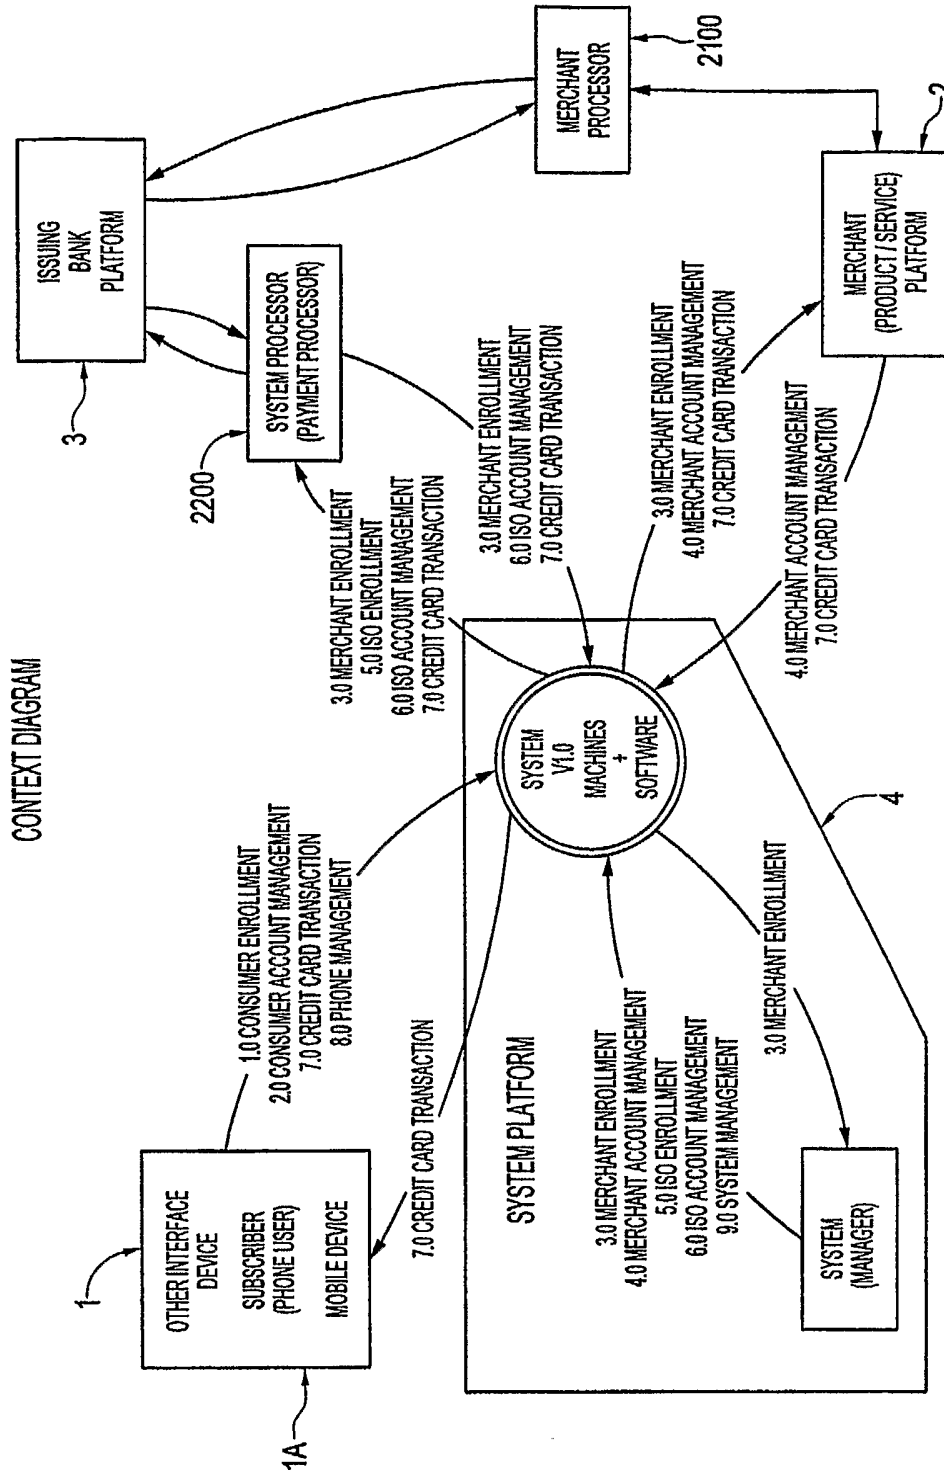 CONTEXT DIAGRAM
1
1A
OTHER INTERFACE
DEVICE
SUBSCRIBER
(PHONE USER)
MOBILE DEVICE
1.0 CONSUMER ENROLLMENT
2.0 CONSUMER ACCOUNT MANAGEMENT
7.0 CREDIT CARD TRANSACTION
8.0 PHONE MANAGEMENT
7.0 CREDIT CARD TRANSACTION
3
ISSUING
BANK
PLATFORM
2200
SYSTEM PROCESSOR
(PAYMENT PROCESSOR)
3.0 MERCHANT ENROLLMENT
5.0 ISO ENROLLMENT
6.0 ISO ACCOUNT MANAGEMENT
7.0 CREDIT CARD TRANSACTION
3.0 MERCHANT ENROLLMENT
6.0 ISO ACCOUNT MANAGEMENT
7.0 CREDIT CARD TRANSACTION
MERCHANT
PROCESSOR
2100
SYSTEM PLATFORM
SYSTEM
V1.0
MACHINES
+
SOFTWARE
3.0 MERCHANT ENROLLMENT
4.0 MERCHANT ACCOUNT MANAGEMENT
5.0 ISO ENROLLMENT
6.0 ISO ACCOUNT MANAGEMENT
9.0 SYSTEM MANAGEMENT
3.0 MERCHANT ENROLLMENT
SYSTEM
(MANAGER)
4
3.0 MERCHANT ENROLLMENT
4.0 MERCHANT ACCOUNT MANAGEMENT
7.0 CREDIT CARD TRANSACTION
4.0 MERCHANT ACCOUNT MANAGEMENT
7.0 CREDIT CARD TRANSACTION
MERCHANT
(PRODUCT / SERVICE)
PLATFORM
2